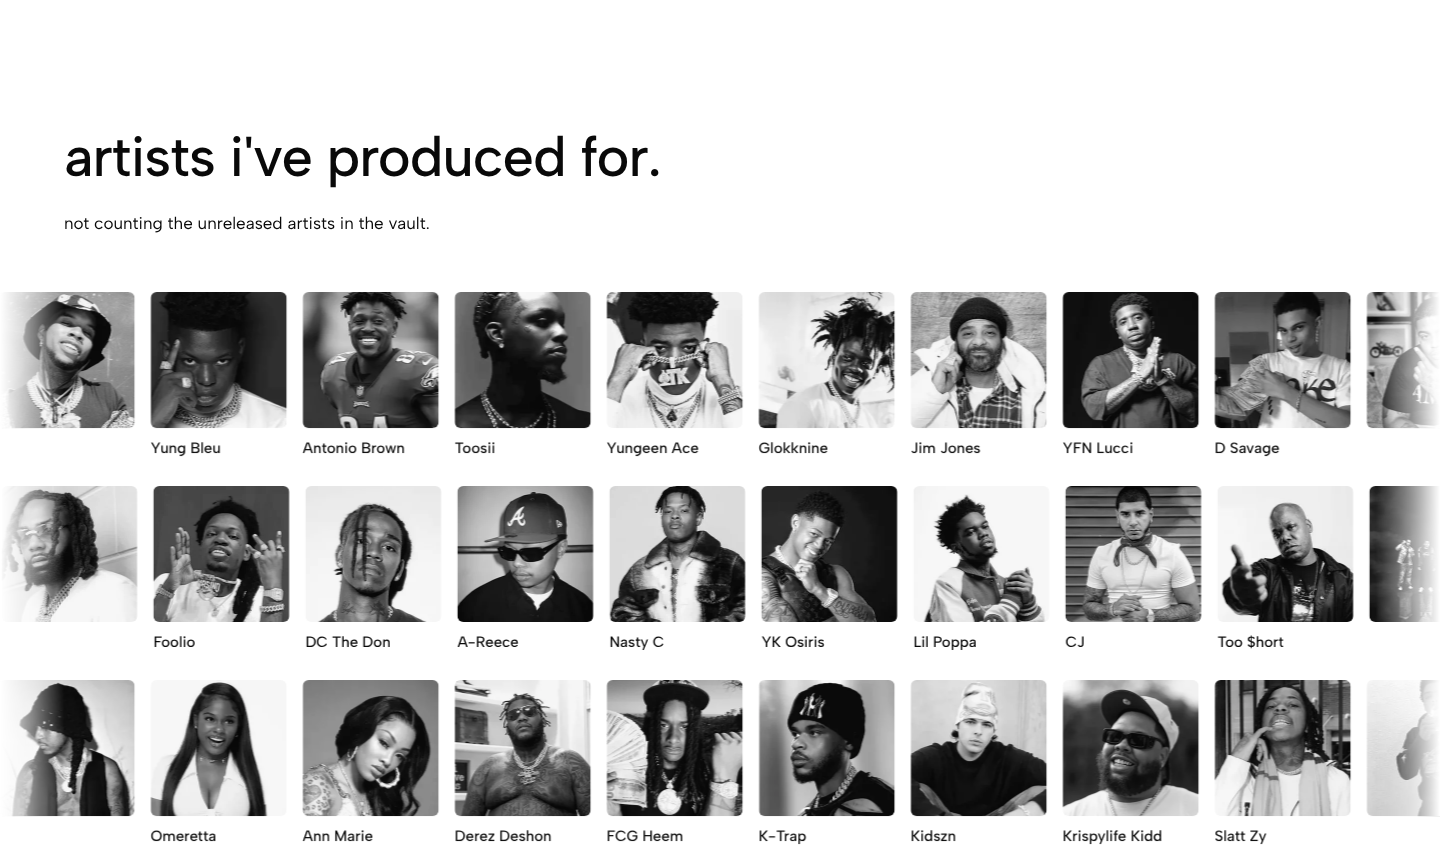 artists i've produced for.
not counting the unreleased artists in the vault.
Yung Bleu
Antonio Brown
Toosii
Yungeen Ace
Glokknine
Jim Jones
YFN Lucci
D Savage
Foolio
DC The Don
A-Reece
Nasty C
YK Osiris
Lil Poppa
CJ
Too $hort
Omeretta
Ann Marie
Derez Deshon
FCG Heem
K-Trap
Kidszn
Krispylife Kidd
Slatt Zy